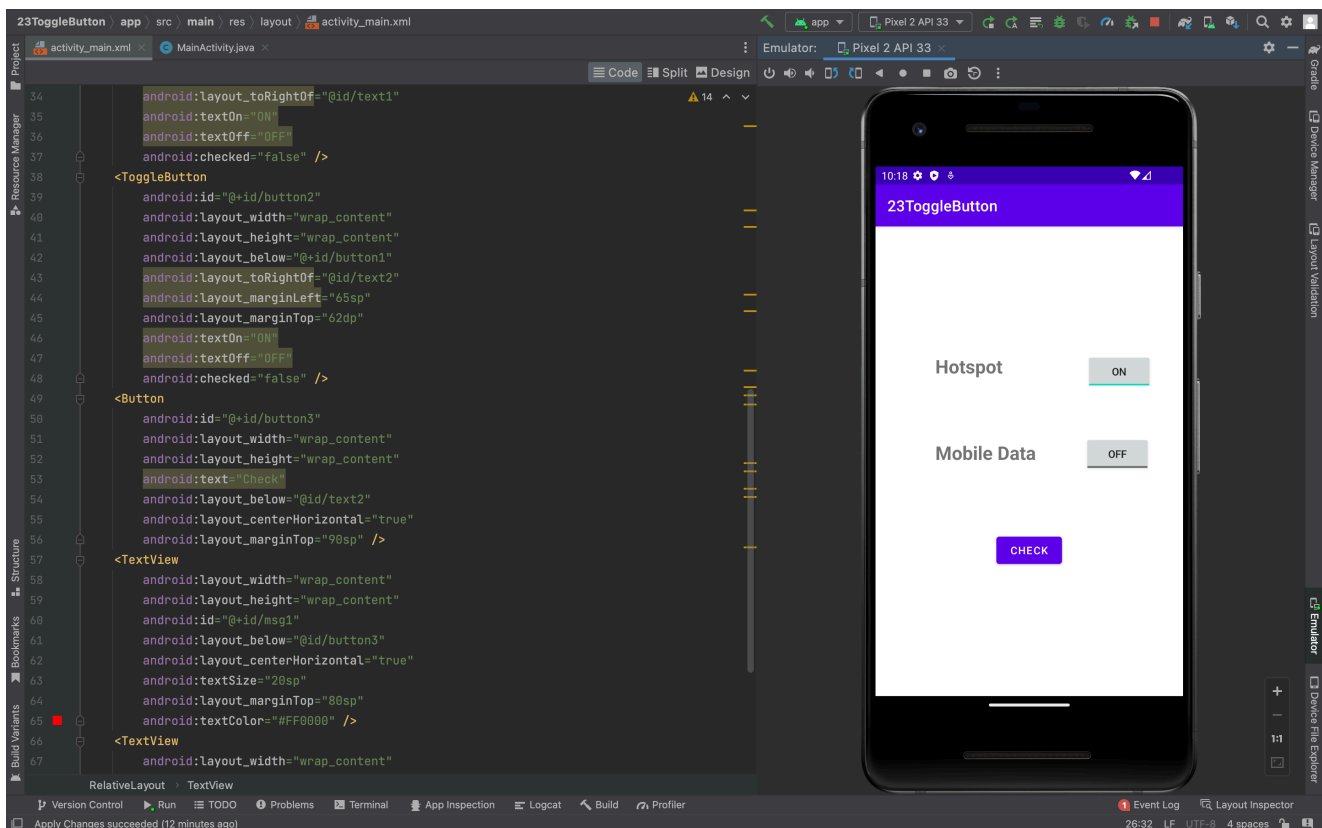 23ToggleButton 〉 app 〉 src 〉 main 〉 res 〉 layout 〉 activity_main.xml
app
Pixel 2 API 33
activity_main.xml
MainActivity.java
Emulator:
Pixel 2 API 33
Code
Split
Design
14
34 android:layout_toRightOf="@id/text1"
35 android:textOn="ON"
36 android:textOff="OFF"
37 android:checked="false" />
38 <ToggleButton
39 android:id="@+id/button2"
40 android:layout_width="wrap_content"
41 android:layout_height="wrap_content"
42 android:layout_below="@+id/button1"
43 android:layout_toRightOf="@id/text2"
44 android:layout_marginLeft="65sp"
45 android:layout_marginTop="62dp"
46 android:textOn="ON"
47 android:textOff="OFF"
48 android:checked="false" />
49 <Button
50 android:id="@+id/button3"
51 android:layout_width="wrap_content"
52 android:layout_height="wrap_content"
53 android:text="Check"
54 android:layout_below="@id/text2"
55 android:layout_centerHorizontal="true"
56 android:layout_marginTop="90sp" />
57 <TextView
58 android:layout_width="wrap_content"
59 android:layout_height="wrap_content"
60 android:id="@+id/msg1"
61 android:layout_below="@id/button3"
62 android:layout_centerHorizontal="true"
63 android:textSize="20sp"
64 android:layout_marginTop="80sp"
65 android:textColor="#FF0000" />
66 <TextView
67 android:layout_width="wrap_content"
RelativeLayout 〉 TextView
10:18
23ToggleButton
Hotspot
ON
Mobile Data
OFF
CHECK
1:1
Project
Resource Manager
Structure
Bookmarks
Build Variants
Gradle
Device Manager
Layout Validation
Emulator
Device File Explorer
Version Control
Run
TODO
Problems
Terminal
App Inspection
Logcat
Build
Profiler
1 Event Log
Layout Inspector
Apply Changes succeeded (12 minutes ago)
26:32 LF UTF-8 4 spaces